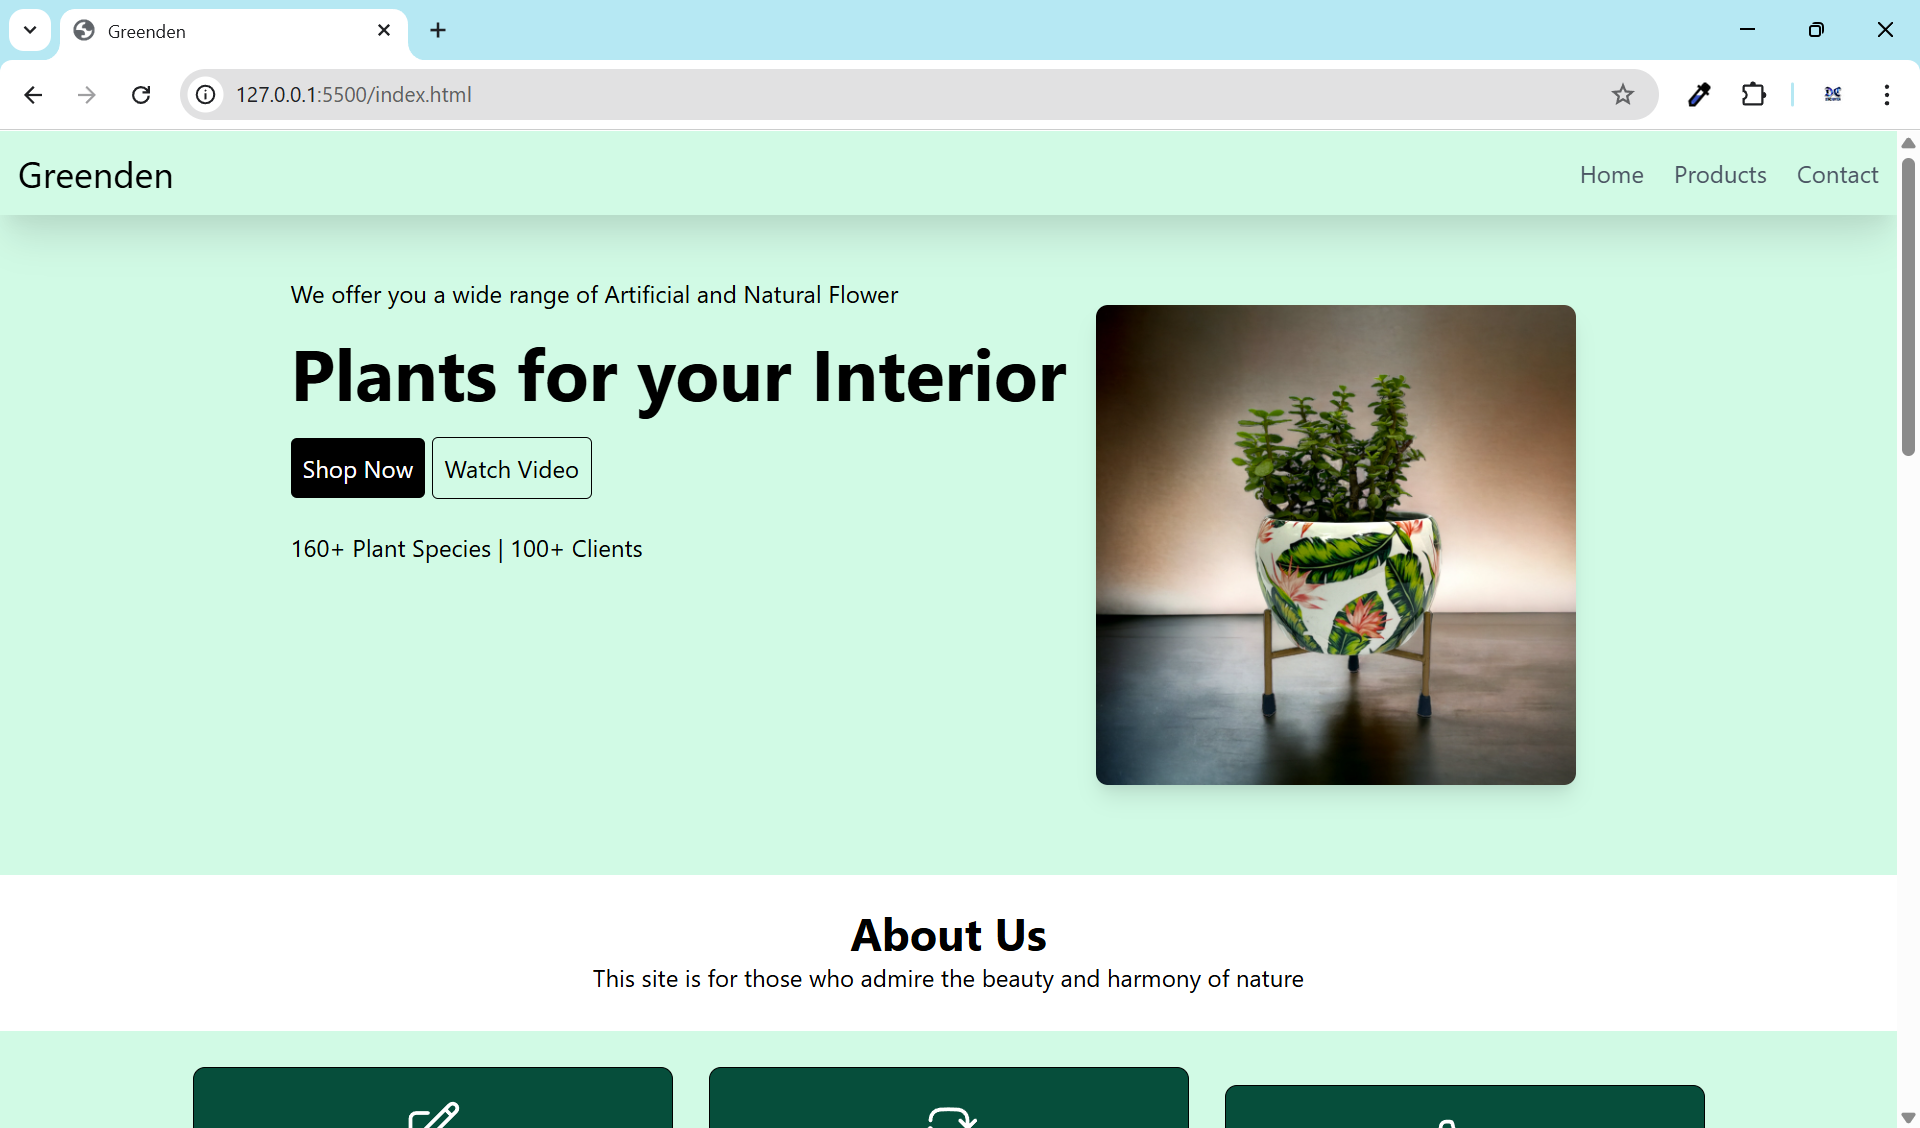 Greenden
127.0.0.1:5500/index.html
Greenden
Home Products Contact
We offer you a wide range of Artificial and Natural Flower
Plants for your Interior
Shop Now Watch Video
160+ Plant Species | 100+ Clients
About Us
This site is for those who admire the beauty and harmony of nature